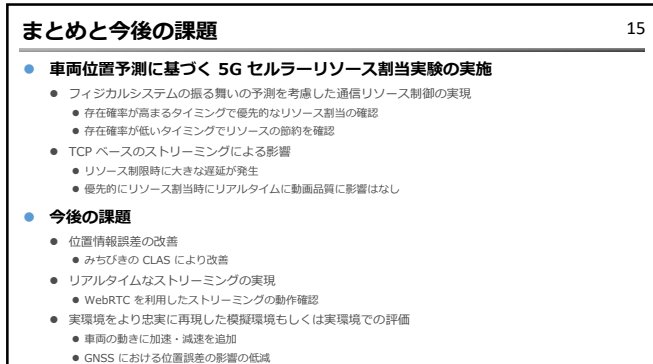 まとめと今後の課題
15
車両位置予測に基づく 5G セルラーリソース割当実験の実施
フィジカルシステムの振る舞いの予測を考慮した通信リソース制御の実現
存在確率が高まるタイミングで優先的なリソース割当の確認
存在確率が低いタイミングでリソースの節約を確認
TCP ベースのストリーミングによる影響
リソース制限時に大きな遅延が発生
優先的にリソース割当時にリアルタイムに動画品質に影響はなし
今後の課題
位置情報誤差の改善
みちびきの CLAS により改善
リアルタイムなストリーミングの実現
WebRTC を利用したストリーミングの動作確認
実環境をより忠実に再現した模擬環境もしくは実環境での評価
車両の動きに加速・減速を追加
GNSS における位置誤差の影響の低減